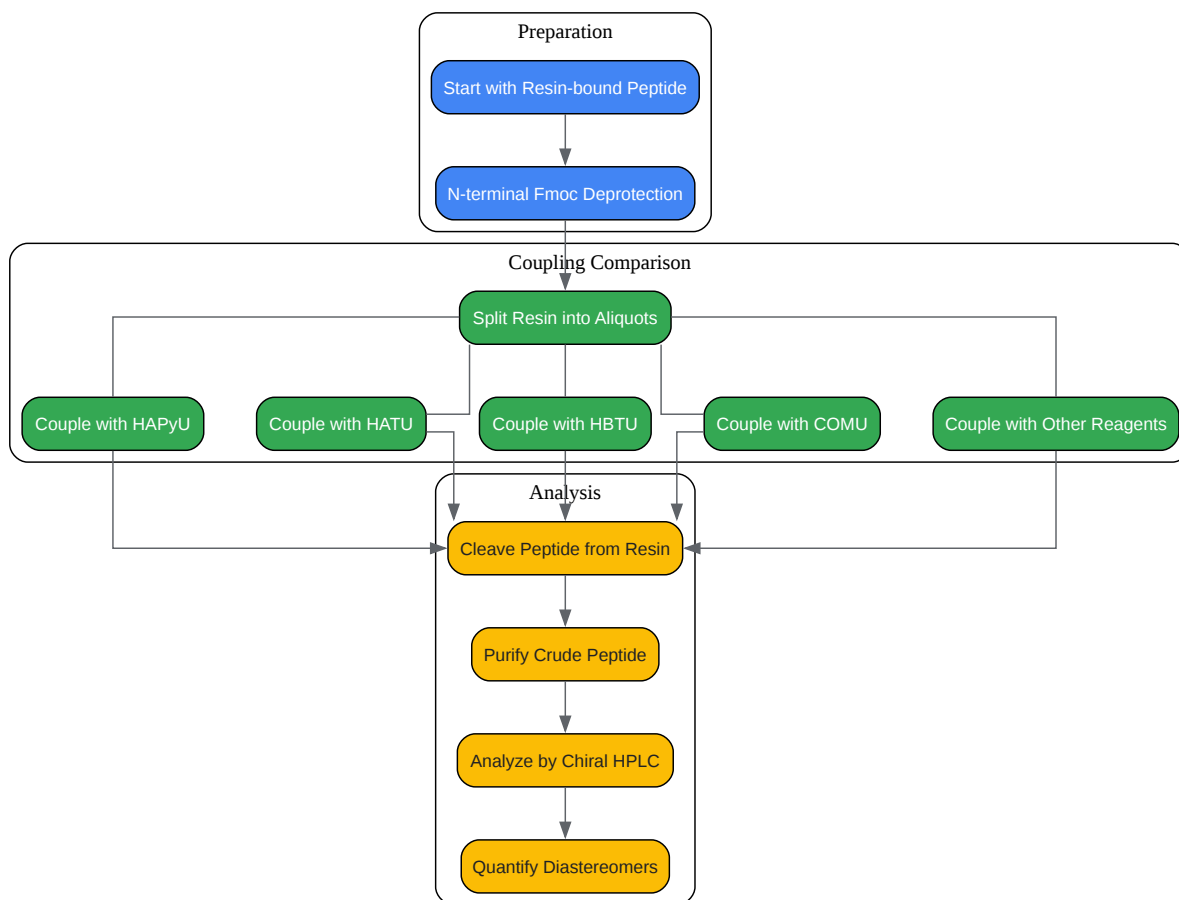 Preparation
Start with Resin-bound Peptide
N-terminal Fmoc Deprotection
Coupling Comparison
Split Resin into Aliquots
Couple with HAPyU
Couple with HATU
Couple with HBTU
Couple with COMU
Couple with Other Reagents
Analysis
Cleave Peptide from Resin
Purify Crude Peptide
Analyze by Chiral HPLC
Quantify Diastereomers